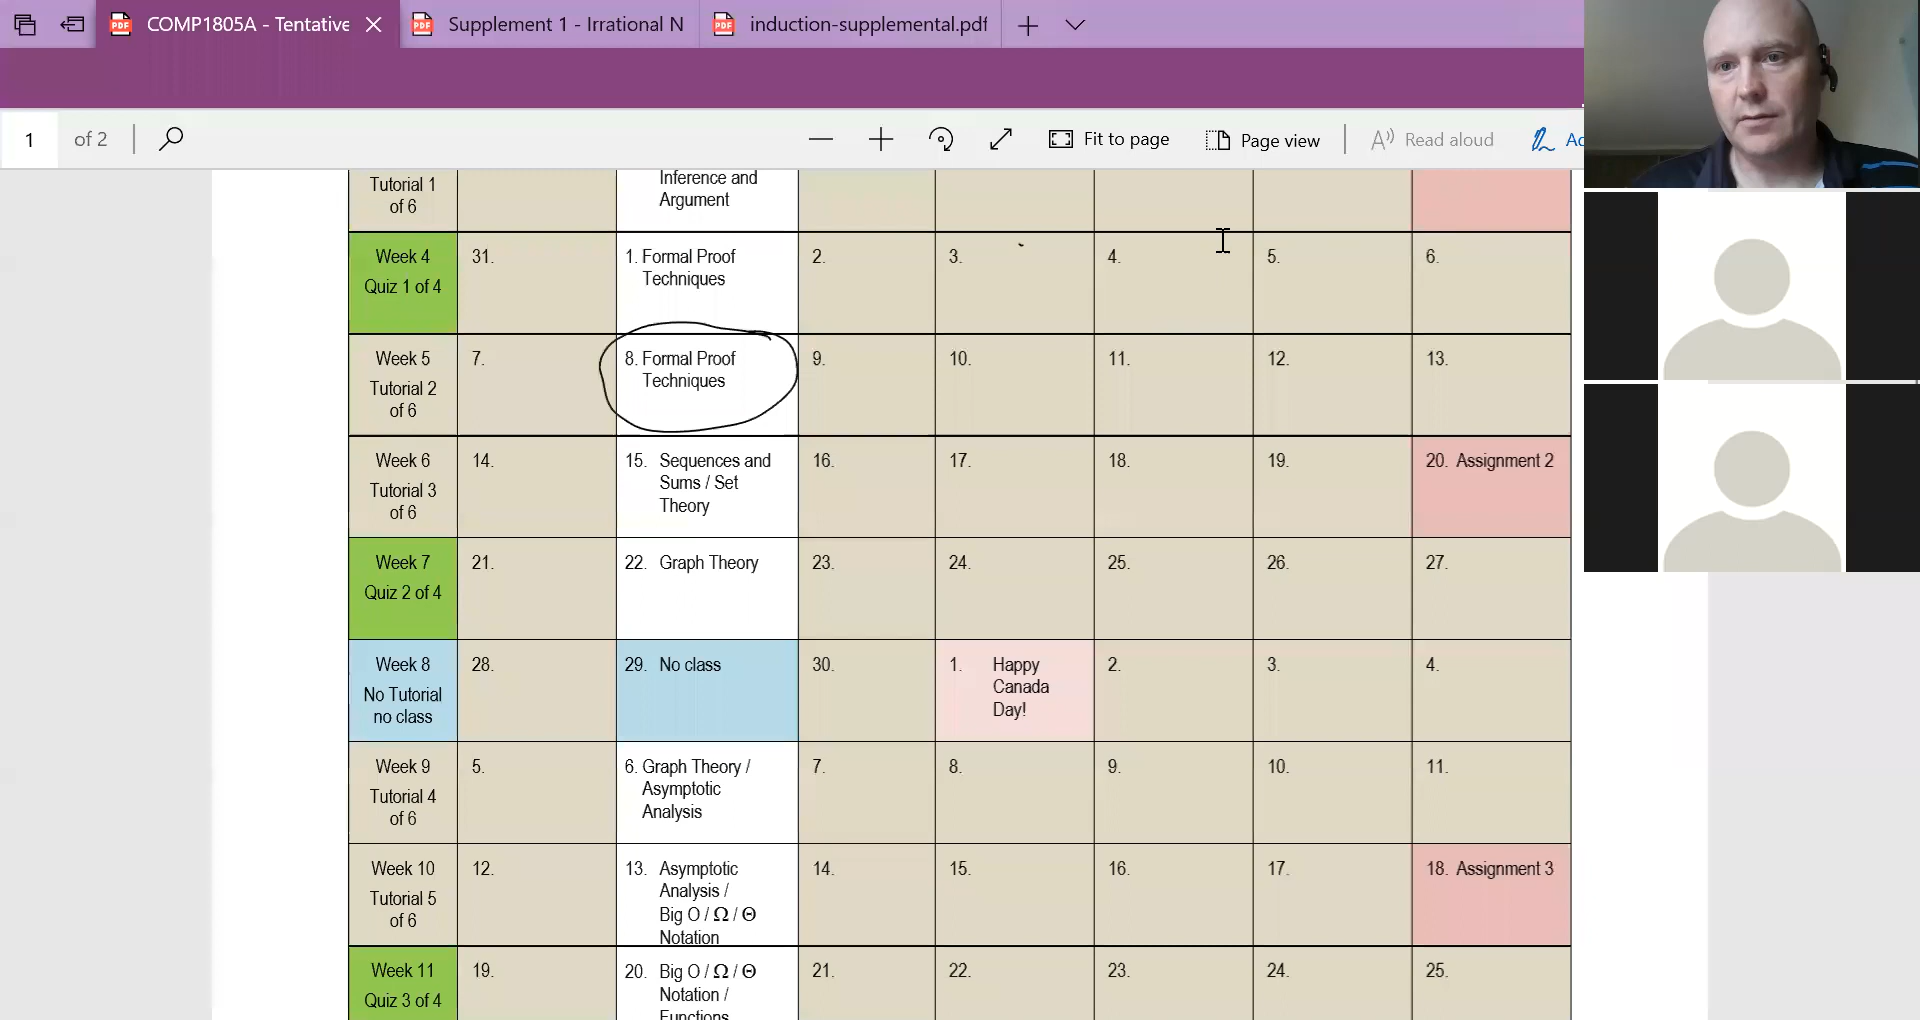 COMP1805A - Tentative
Supplement 1 - Irrational N
induction-supplemental.pdf
1 of 2
Fit to page
Page view
Read aloud
Inference and
Argument
Tutorial 1
of 6
Week 4
Quiz 1 of 4
31.
1. Formal Proof
Techniques
2.
3.
4.
5.
6.
Week 5
Tutorial 2
of 6
7.
8. Formal Proof
Techniques
9.
10.
11.
12.
13.
Week 6
Tutorial 3
of 6
14.
15. Sequences and
Sums / Set
Theory
16.
17.
18.
19.
20. Assignment 2
Week 7
Quiz 2 of 4
21.
22. Graph Theory
23.
24.
25.
26.
27.
Week 8
No Tutorial
no class
28.
29. No class
30.
1. Happy
Canada
Day!
2.
3.
4.
Week 9
Tutorial 4
of 6
5.
6. Graph Theory /
Asymptotic
Analysis
7.
8.
9.
10.
11.
Week 10
Tutorial 5
of 6
12.
13. Asymptotic
Analysis /
Big O / Ω / Θ
Notation
14.
15.
16.
17.
18. Assignment 3
Week 11
Quiz 3 of 4
19.
20. Big O / Ω / Θ
Notation /
Functions
21.
22.
23.
24.
25.